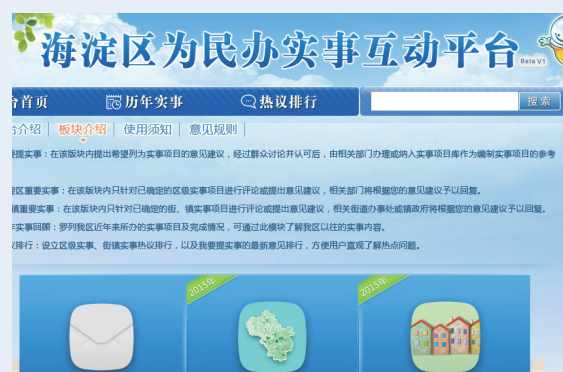 海淀区为民办实事互动平台
Beta V1
首页
历年实事
热议排行
搜索
介绍 | 板块介绍 | 使用须知 | 意见规则
提实事：在该版块内提出希望列为实事项目的意见建议，经过群众讨论并认可后，由相关部门办理或纳入实事项目库作为编制实事项目的参考
区重要实事：在该版块内只针对已确定的区级实事项目进行评论或提出意见建议，相关部门将根据您的意见建议予以回复。
镇重要实事：在该版块内只针对已确定的街、镇实事项目进行评论或提出意见建议，相关街道办事处或镇政府将根据您的意见建议予以回复。
实事回顾：罗列我区近年来所办的实事项目及完成情况，可通过此模块了解我区以往的实事内容。
排行：设立区级实事、街镇实事热议排行，以及我要提实事的最新意见排行，方便用户直观了解热点问题。
2015年
2015年